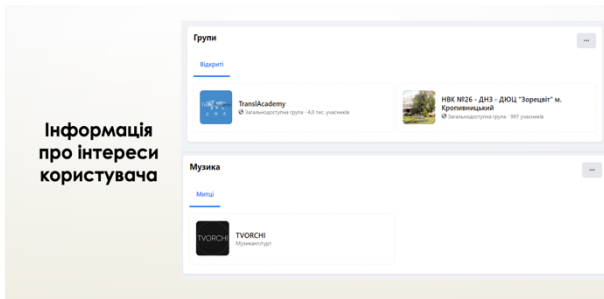 Інформація
про інтереси
користувача
Групи
...
Відкриті
TranslAcademy
Загальнодоступна група · 4,0 тис. учасників
НВК №26 - ДНЗ - ДЮЦ "Зорецвіт" м.
Кропивницький
Загальнодоступна група · 997 учасників
Музика
...
Митці
TVORCHI
TVORCHI
Музикант/гурт